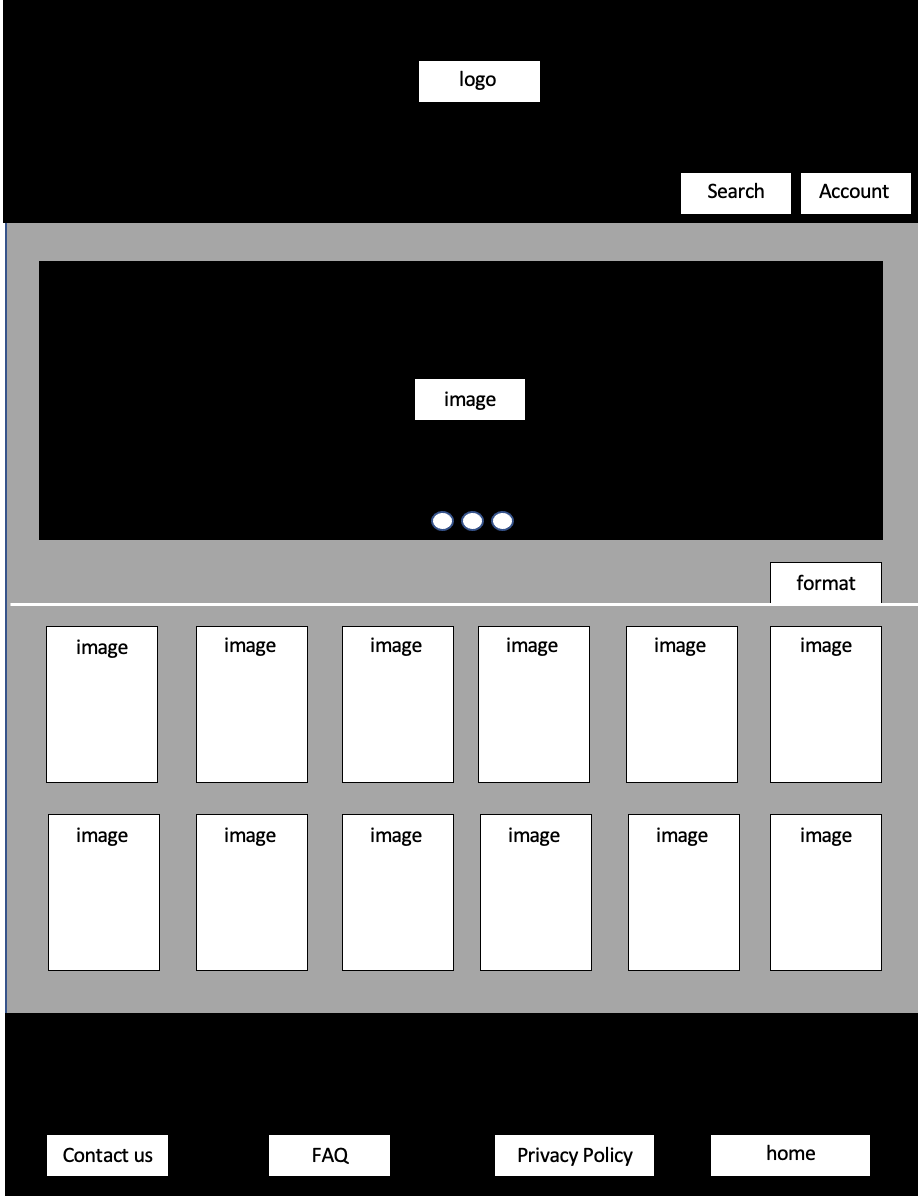 logo
Search
Account
image
format
image
image
image
image
image
image
image
image
image
image
image
image
Contact us
FAQ
Privacy Policy
home